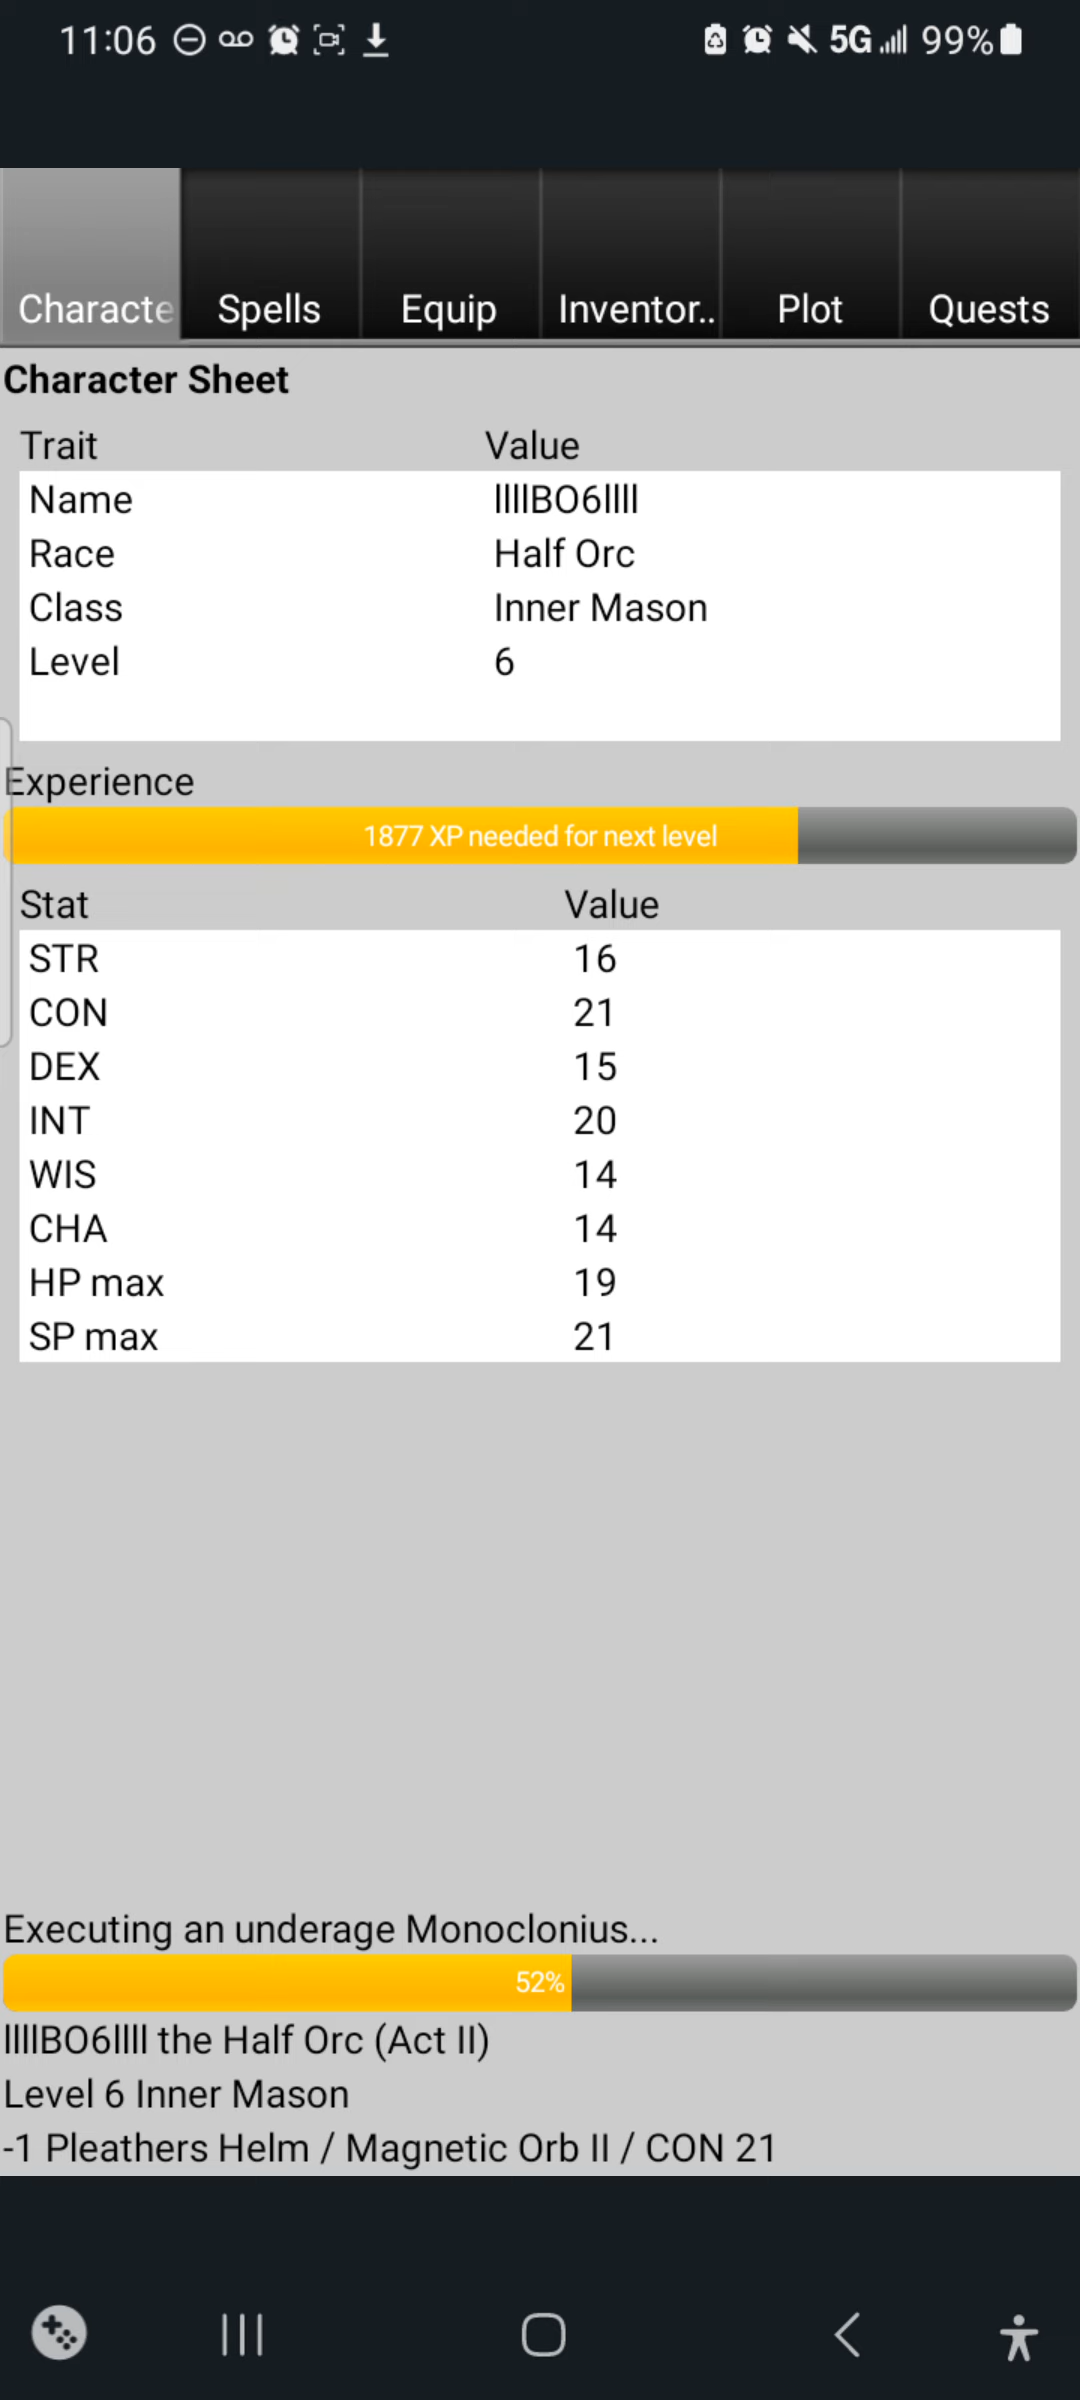 11:06 5G 99%
Characte Spells Equip Inventor.. Plot Quests
Character Sheet
Trait Value
Name llllBO6llll
Race Half Orc
Class Inner Mason
Level 6
Experience
1877 XP needed for next level
Stat Value
STR 16
CON 21
DEX 15
INT 20
WIS 14
CHA 14
HP max 19
SP max 21
Executing an underage Monoclonius...
52%
llllBO6llll the Half Orc (Act II)
Level 6 Inner Mason
-1 Pleathers Helm / Magnetic Orb II / CON 21